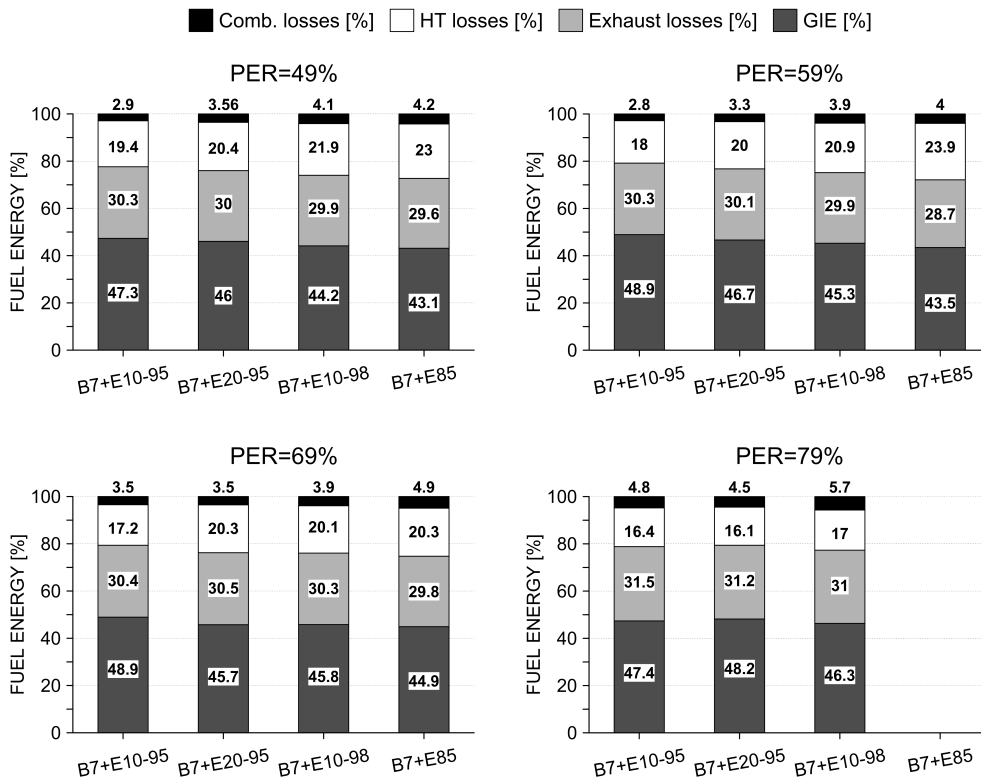 Comb. losses [%] HT losses [%] Exhaust losses [%] GIE [%]
PER=49%
FUEL ENERGY [%]
100
80
60
40
20
0
2.9 3.56 4.1 4.2
19.4 20.4 21.9 23
30.3 30 29.9 29.6
47.3 46 44.2 43.1
B7+E10-95 B7+E20-95 B7+E10-98 B7+E85
PER=59%
FUEL ENERGY [%]
100
80
60
40
20
0
2.8 3.3 3.9 4
18 20 20.9 23.9
30.3 30.1 29.9 28.7
48.9 46.7 45.3 43.5
B7+E10-95 B7+E20-95 B7+E10-98 B7+E85
PER=69%
FUEL ENERGY [%]
100
80
60
40
20
0
3.5 3.5 3.9 4.9
17.2 20.3 20.1 20.3
30.4 30.5 30.3 29.8
48.9 45.7 45.8 44.9
B7+E10-95 B7+E20-95 B7+E10-98 B7+E85
PER=79%
FUEL ENERGY [%]
100
80
60
40
20
0
4.8 4.5 5.7
16.4 16.1 17
31.5 31.2 31
47.4 48.2 46.3
B7+E10-95 B7+E20-95 B7+E10-98 B7+E85